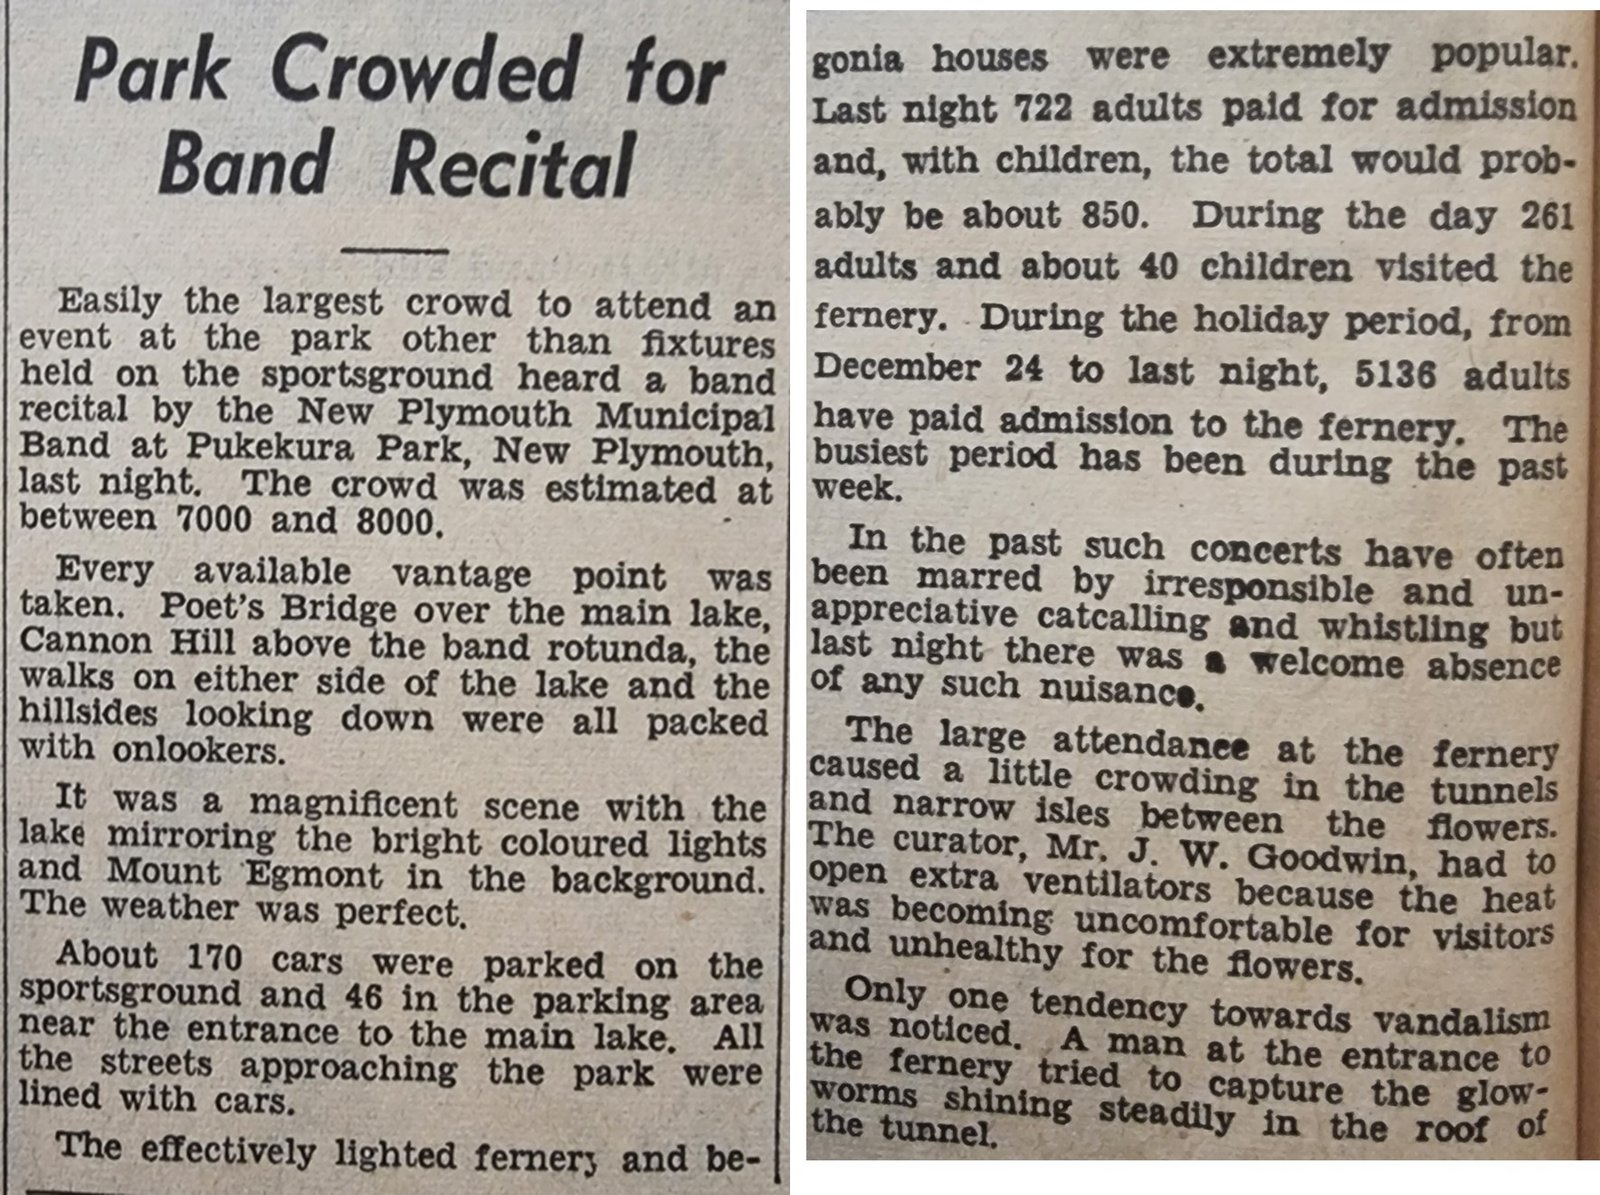 Park Crowded for
Band Recital
Easily the largest crowd to attend an
event at the park other than fixtures
held on the sportsground heard a band
recital by the New Plymouth Municipal
Band at Pukekura Park, New Plymouth,
last night. The crowd was estimated at
between 7000 and 8000.
Every available vantage point was
taken. Poet's Bridge over the main lake,
Cannon Hill above the band rotunda, the
walks on either side of the lake and the
hillsides looking down were all packed
with onlookers.
It was a magnificent scene with the
lake mirroring the bright coloured lights
and Mount Egmont in the background.
The weather was perfect.
About 170 cars were parked on the
sportsground and 46 in the parking area
near the entrance to the main lake. All
the streets approaching the park were
lined with cars.
The effectively lighted fernery and be-
gonia houses were extremely popular.
Last night 722 adults paid for admission
and, with children, the total would prob-
ably be about 850. During the day 261
adults and about 40 children visited the
fernery. During the holiday period, from
December 24 to last night, 5136 adults
have paid admission to the fernery. The
busiest period has been during the past
week.
In the past such concerts have often
been marred by irresponsible and un-
appreciative catcalling and whistling but
last night there was a welcome absence
of any such nuisance.
The large attendance at the fernery
caused a little crowding in the tunnels
and narrow isles between the flowers.
The curator, Mr. J. W. Goodwin, had to
open extra ventilators because the heat
was becoming uncomfortable for visitors
and unhealthy for the flowers.
Only one tendency towards vandalism
was noticed. A man at the entrance to
the fernery tried to capture the glow-
worms shining steadily in the roof of
the tunnel.